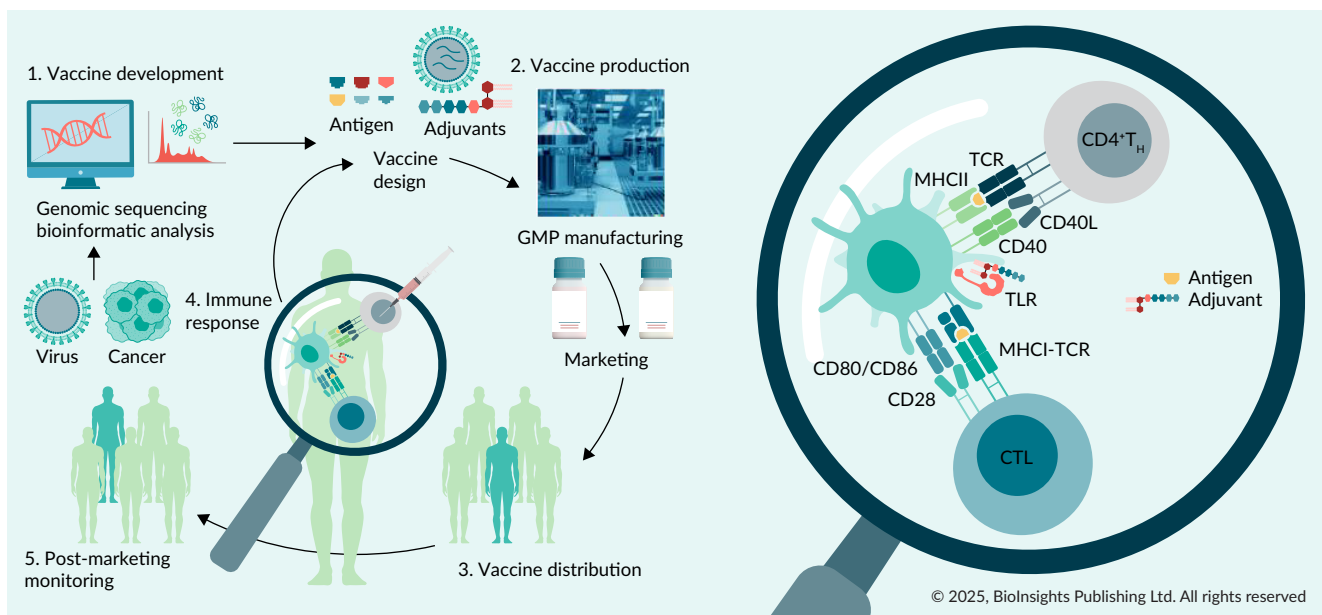 1. Vaccine development
Genomic sequencing
bioinformatic analysis
Virus
Cancer
Antigen
Adjuvants
Vaccine
design
2. Vaccine production
GMP manufacturing
Marketing
3. Vaccine distribution
4. Immune
response
5. Post-marketing
monitoring
CD4⁺T_H
TCR
MHCII
CD40L
CD40
TLR
Antigen
Adjuvant
MHCI-TCR
CD80/CD86
CD28
CTL
© 2025, BioInsights Publishing Ltd. All rights reserved